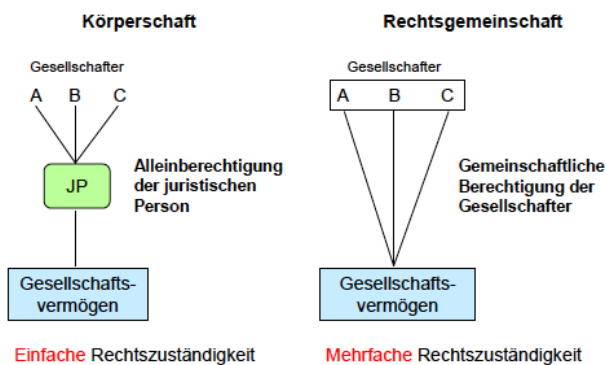 Körperschaft
Gesellschafter
A B C
JP
Alleinberechtigung
der juristischen
Person
Gesellschafts-
vermögen
Einfache Rechtszuständigkeit
Rechtsgemeinschaft
Gesellschafter
A B C
Gemeinschaftliche
Berechtigung der
Gesellschafter
Gesellschafts-
vermögen
Mehrfache Rechtszuständigkeit